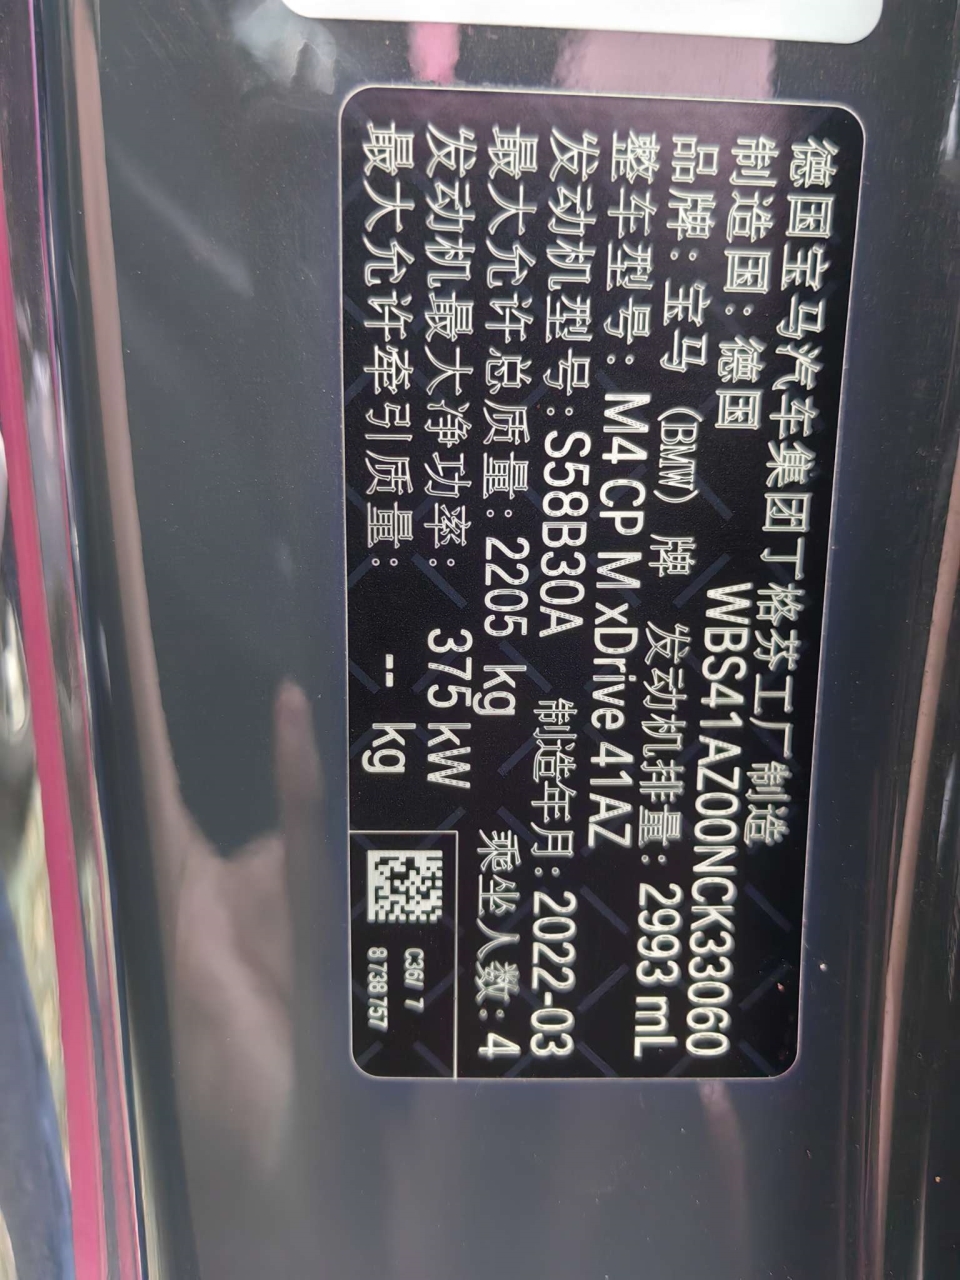 德国宝马汽车集团丁格芬工厂制造
制造国：德国 WBS41AZ00NCK33060
品牌：宝马 (BMW) 牌 发动机排量：2993 mL
整车型号：M4 CP M xDrive 41AZ
发动机型号：S58B30A 制造年月：2022-03
最大允许总质量：2205 kg 乘坐人数：4
发动机最大净功率： 375 kW
最大允许牵引质量： -- kg
C36/ 7
8 738 757